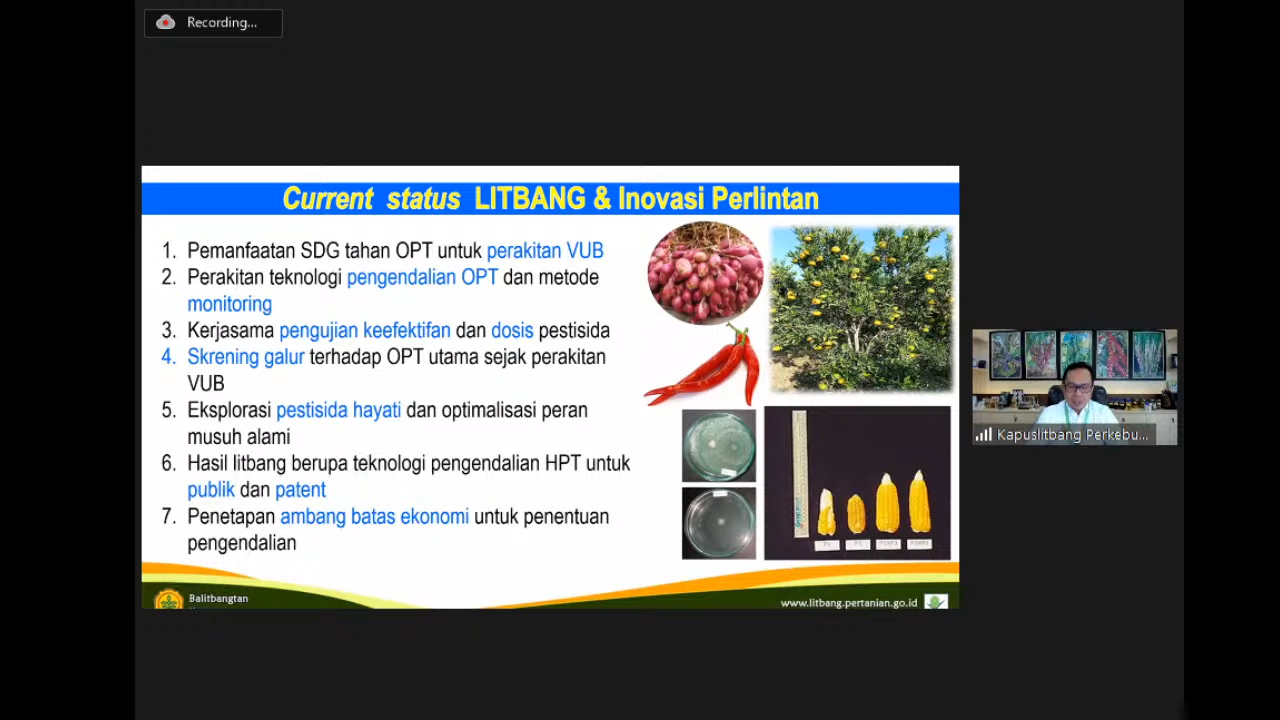 Recording...
Current status LITBANG & Inovasi Perlintan
1. Pemanfaatan SDG tahan OPT untuk perakitan VUB
2. Perakitan teknologi pengendalian OPT dan metode
monitoring
3. Kerjasama pengujian keefektifan dan dosis pestisida
4. Skrening galur terhadap OPT utama sejak perakitan
VUB
5. Eksplorasi pestisida hayati dan optimalisasi peran
musuh alami
6. Hasil litbang berupa teknologi pengendalian HPT untuk
publik dan patent
7. Penetapan ambang batas ekonomi untuk penentuan
pengendalian
Kapuslitbang Perkebu...
Balitbangtan
www.litbang.pertanian.go.id